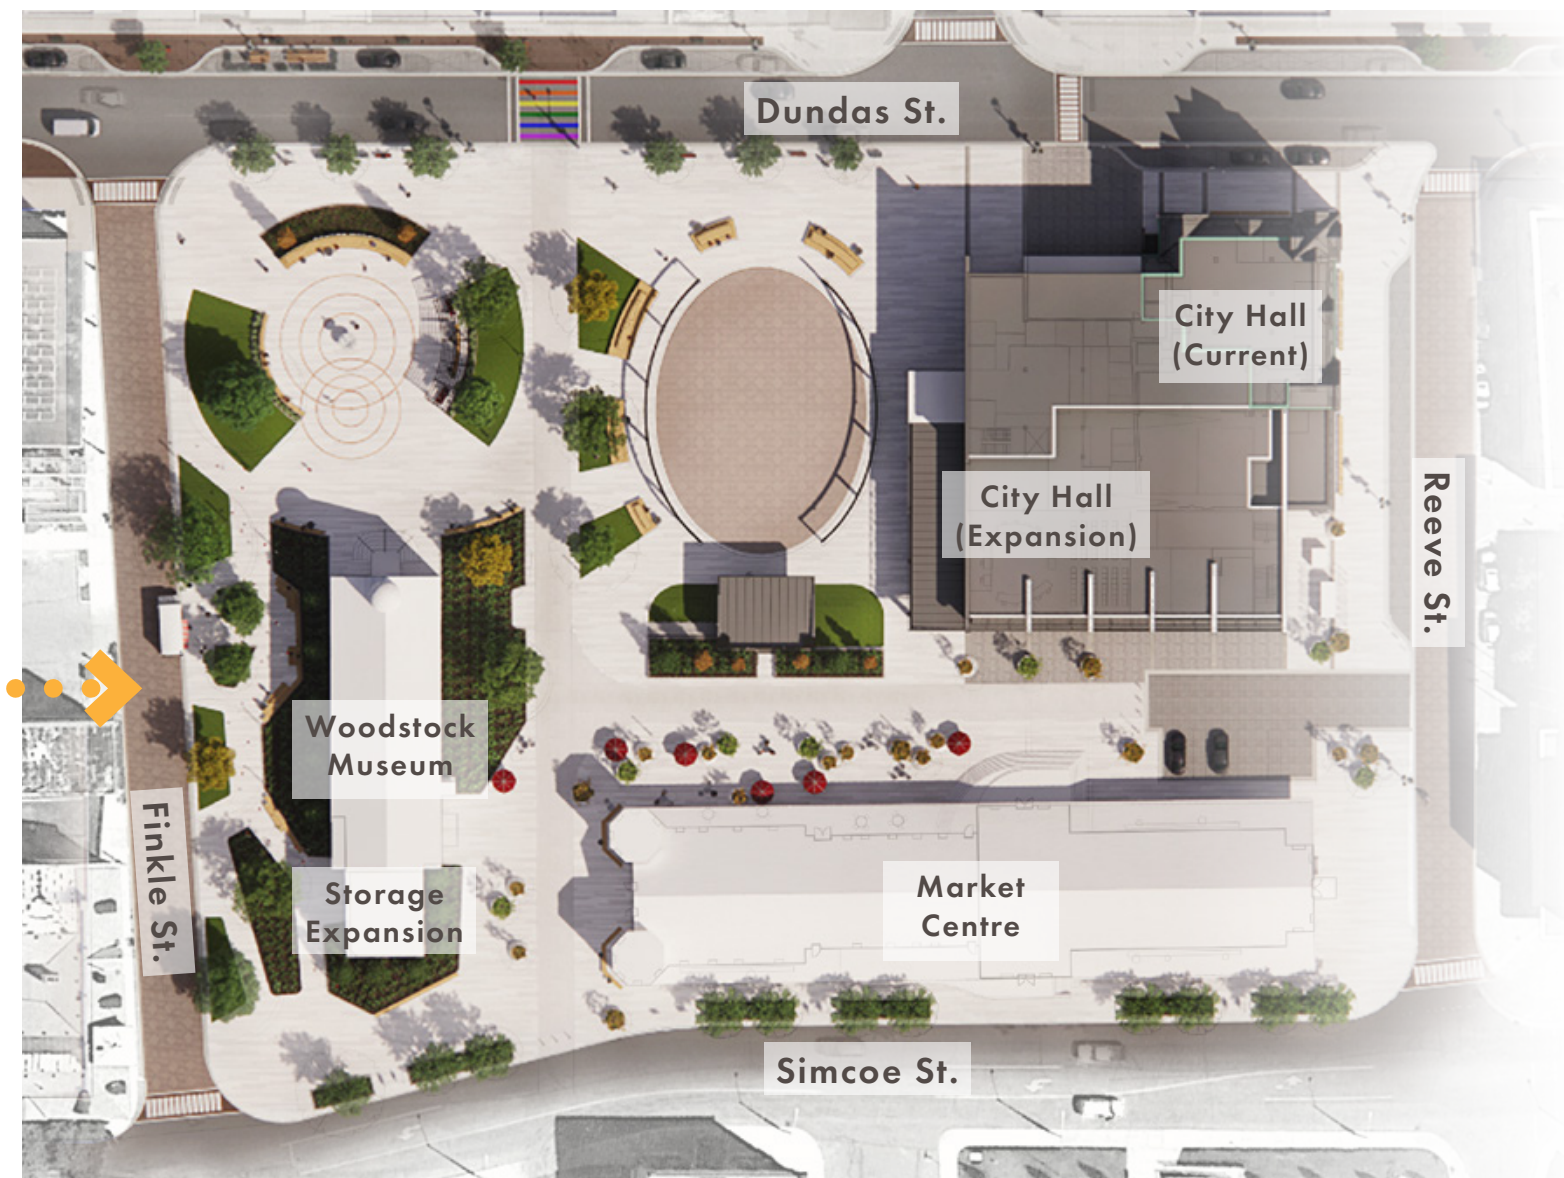 Dundas St.
City Hall
(Current)
City Hall
(Expansion)
Reeve St.
Woodstock
Museum
Finkle St.
Storage
Expansion
Market
Centre
Simcoe St.